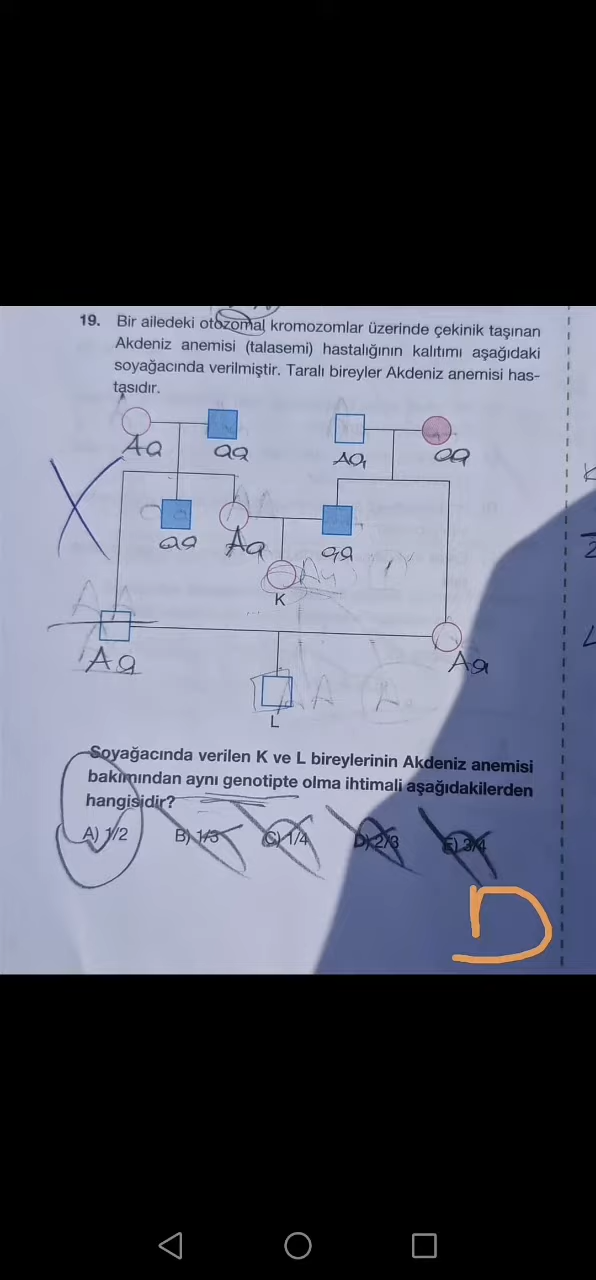 19. Bir ailedeki otozomal kromozomlar üzerinde çekinik taşınan
Akdeniz anemisi (talasemi) hastalığının kalıtımı aşağıdaki
soyağacında verilmiştir. Taralı bireyler Akdeniz anemisi has-
tasıdır.
Aa aa Aa aa
aa Aa aa
K
Aa Aa
L
Soyağacında verilen K ve L bireylerinin Akdeniz anemisi
bakımından aynı genotipte olma ihtimali aşağıdakilerden
hangisidir?
A) 1/2 B) 1/3 C) 1/4 D) 2/3 E) 3/4
D